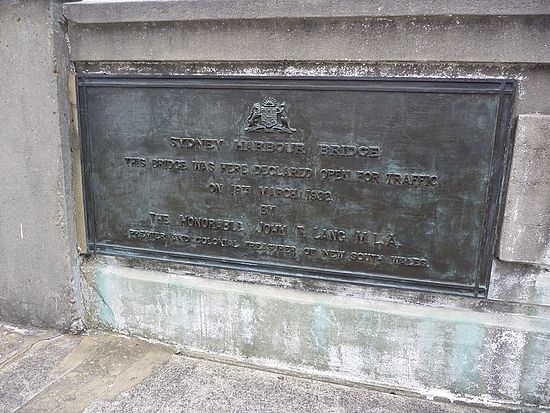 SYDNEY HARBOUR BRIDGE
THIS BRIDGE WAS HERE DECLARED OPEN FOR TRAFFIC
ON 19TH MARCH 1932
BY
THE HONORABLE JOHN T. LANG M.L.A.
PREMIER AND COLONIAL TREASURER OF NEW SOUTH WALES.